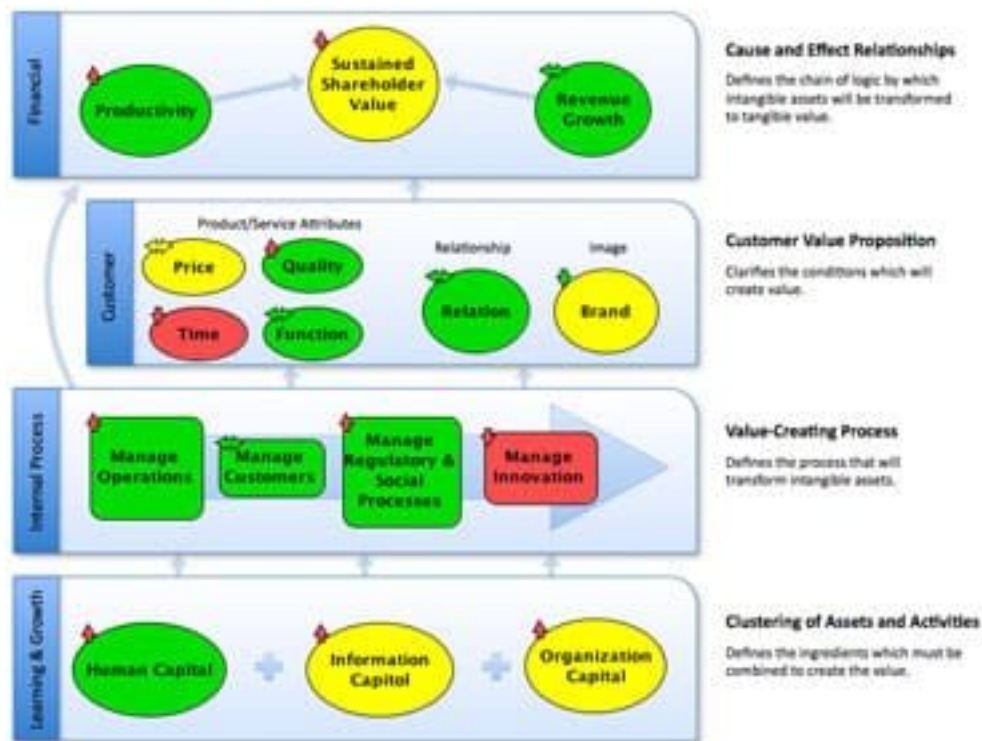 Financial
Productivity
Sustained
Shareholder
Value
Revenue
Growth
Cause and Effect Relationships
Defines the chain of logic by which
intangible assets will be transformed
to tangible value.
Customer
Product/Service Attributes
Price
Quality
Time
Function
Relationship
Relation
Image
Brand
Customer Value Proposition
Clarifies the conditions which will
create value.
Internal Process
Manage
Operations
Manage
Customers
Manage
Regulatory &
Social
Processes
Manage
Innovation
Value-Creating Process
Defines the process that will
transform intangible assets.
Learning & Growth
Human Capital
Information
Capitol
Organization
Capital
Clustering of Assets and Activities
Defines the ingredients which must be
combined to create the value.